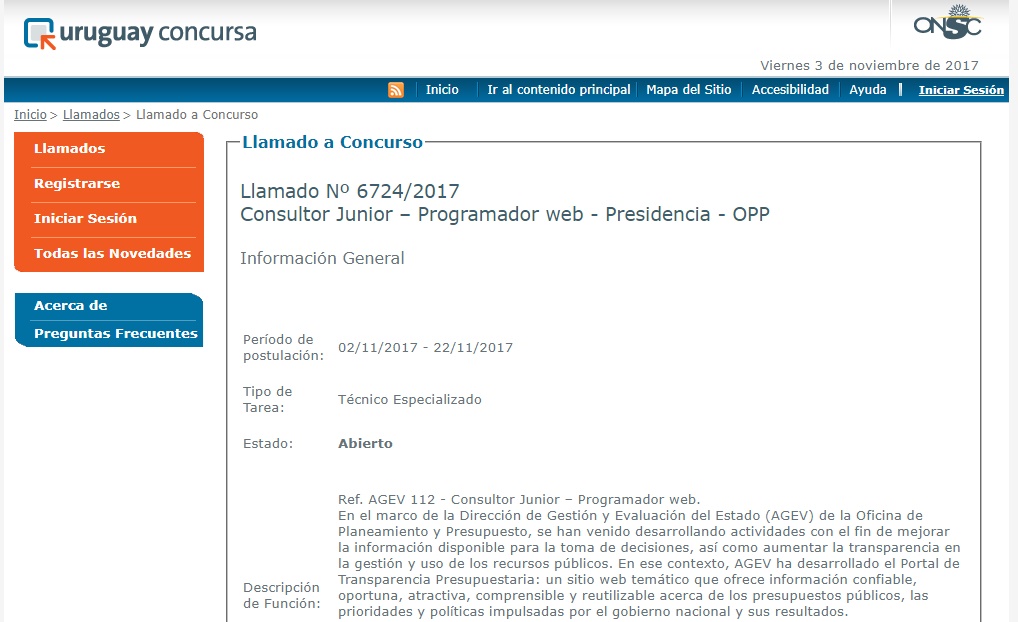 uruguay concursa
ONSC
Viernes 3 de noviembre de 2017
Inicio Ir al contenido principal Mapa del Sitio Accesibilidad Ayuda Iniciar Sesión
Inicio > Llamados > Llamado a Concurso
Llamados
Registrarse
Iniciar Sesión
Todas las Novedades
Acerca de
Preguntas Frecuentes
Llamado a Concurso
Llamado Nº 6724/2017
Consultor Junior – Programador web - Presidencia - OPP
Información General
Período de
postulación:
02/11/2017 - 22/11/2017
Tipo de
Tarea:
Técnico Especializado
Estado:
Abierto
Descripción
de Función:
Ref. AGEV 112 - Consultor Junior – Programador web.
En el marco de la Dirección de Gestión y Evaluación del Estado (AGEV) de la Oficina de
Planeamiento y Presupuesto, se han venido desarrollando actividades con el fin de mejorar
la información disponible para la toma de decisiones, así como aumentar la transparencia en
la gestión y uso de los recursos públicos. En ese contexto, AGEV ha desarrollado el Portal de
Transparencia Presupuestaria: un sitio web temático que ofrece información confiable,
oportuna, atractiva, comprensible y reutilizable acerca de los presupuestos públicos, las
prioridades y políticas impulsadas por el gobierno nacional y sus resultados.